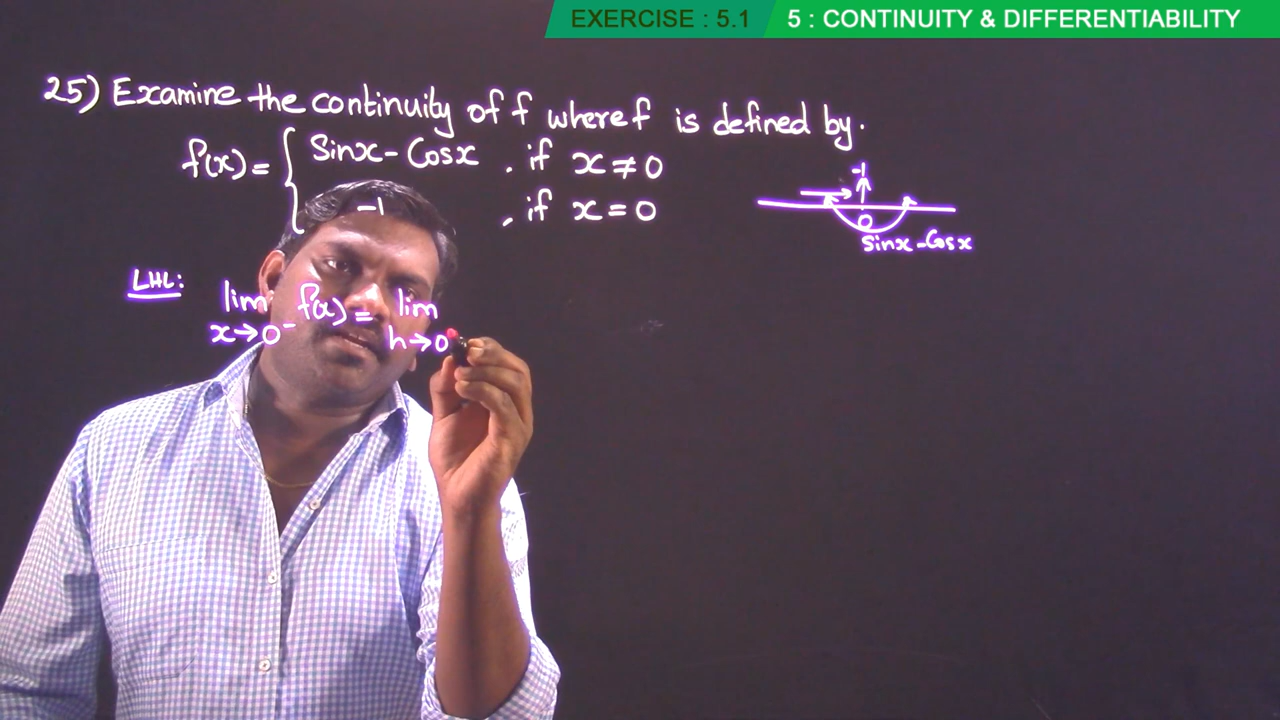 EXERCISE : 5.1 5 : CONTINUITY & DIFFERENTIABILITY
25) Examine the continuity of f where f is defined by.
f(x) = { Sinx - Cosx , if x ≠ 0
-1 , if x = 0
-1
0
Sinx - Cosx
LHL:
lim x→0⁻ f(x) = lim h→0